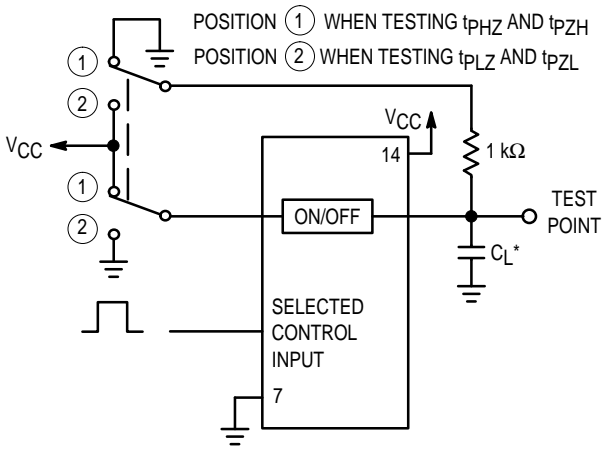 POSITION 1 WHEN TESTING tPHZ AND tPZH
POSITION 2 WHEN TESTING tPLZ AND tPZL
1
2
VCC
1
2
VCC
14
1 kΩ
ON/OFF
TEST
POINT
CL*
SELECTED
CONTROL
INPUT
7